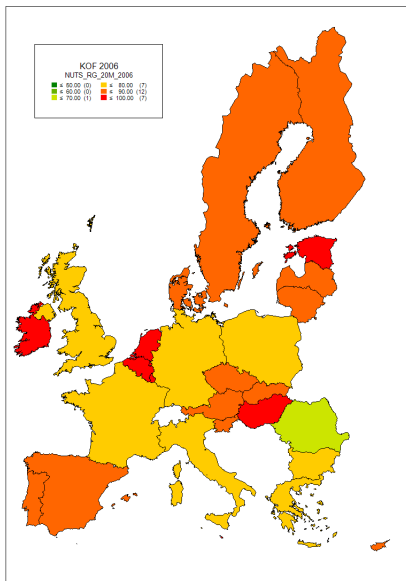 KOF 2006
NUTS_RG_20M_2006
≤ 50.00 (0) ≤ 80.00 (7)
≤ 60.00 (0) ≤ 90.00 (12)
≤ 70.00 (1) ≤ 100.00 (7)